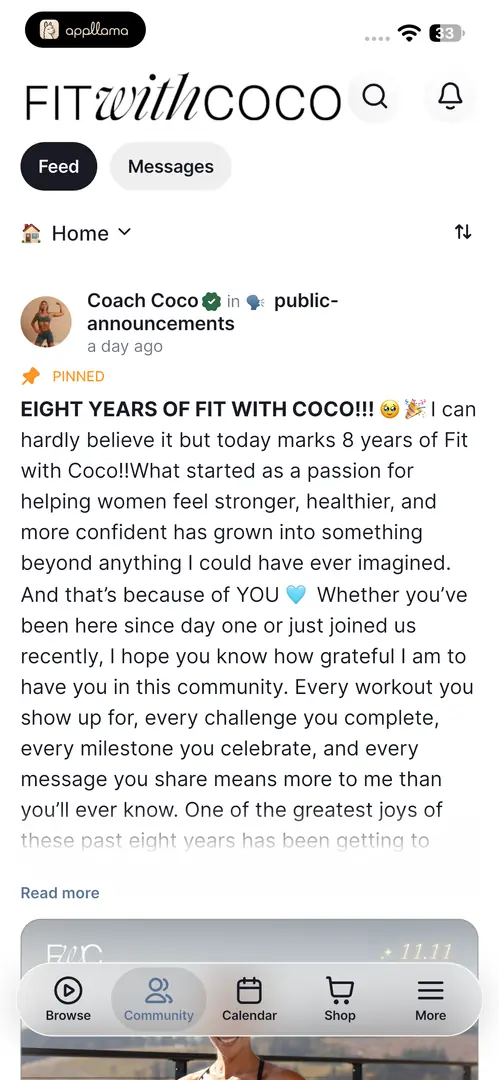 appllama
33
FITwithCOCO
Feed
Messages
Home
Coach Coco in public-
announcements
a day ago
PINNED
EIGHT YEARS OF FIT WITH COCO!!! 🥹 🎉 I can
hardly believe it but today marks 8 years of Fit
with Coco!!What started as a passion for
helping women feel stronger, healthier, and
more confident has grown into something
beyond anything I could have ever imagined.
And that’s because of YOU 🩵 Whether you’ve
been here since day one or just joined us
recently, I hope you know how grateful I am to
have you in this community. Every workout you
show up for, every challenge you complete,
every milestone you celebrate, and every
message you share means more to me than
you’ll ever know. One of the greatest joys of
these past eight years has been getting to
Read more
FWC
11.11
Browse
Community
Calendar
Shop
More